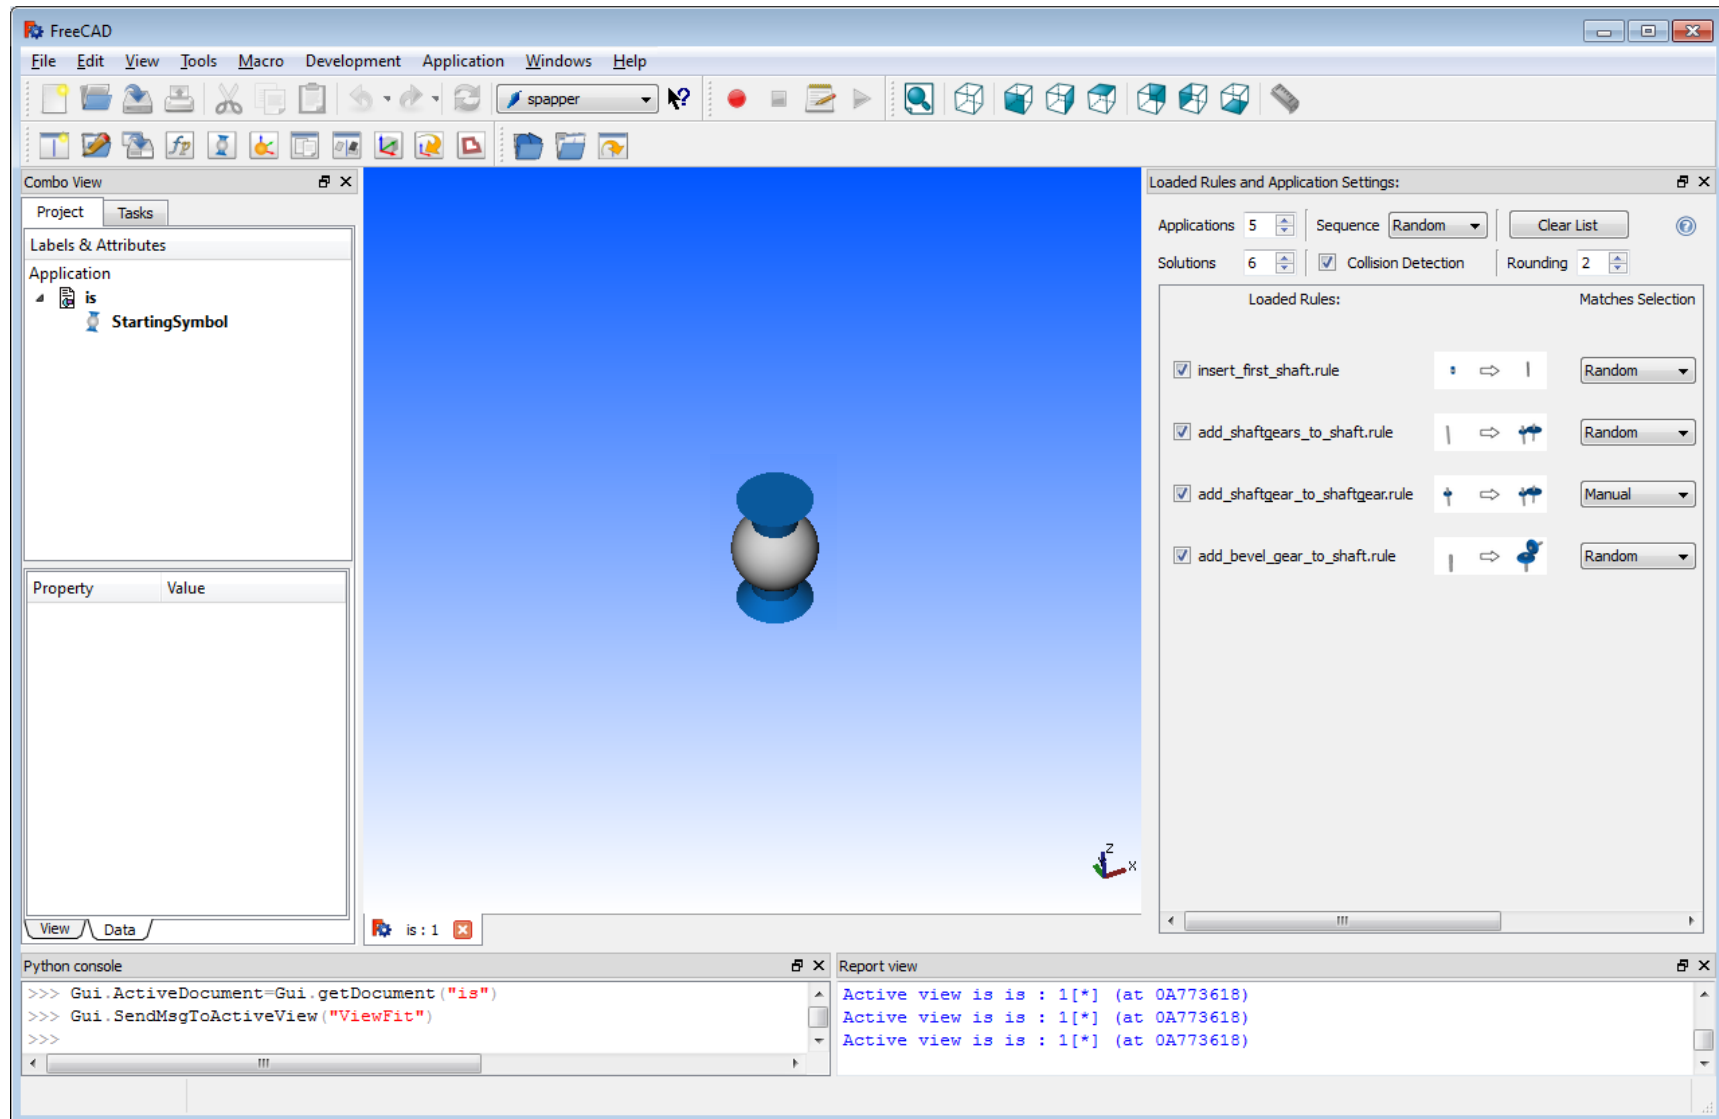 FreeCAD
File Edit View Tools Macro Development Application Windows Help
spapper
Combo View
Project Tasks
Labels & Attributes
Application
is
StartingSymbol
Property Value
View Data
Z
X
is : 1
Loaded Rules and Application Settings:
Applications 5 Sequence Random Clear List
Solutions 6 Collision Detection Rounding 2
Loaded Rules: Matches Selection
insert_first_shaft.rule Random
add_shaftgears_to_shaft.rule Random
add_shaftgear_to_shaftgear.rule Manual
add_bevel_gear_to_shaft.rule Random
Python console
>>> Gui.ActiveDocument=Gui.getDocument("is")
>>> Gui.SendMsgToActiveView("ViewFit")
>>>
Report view
Active view is is : 1[*] (at 0A773618)
Active view is is : 1[*] (at 0A773618)
Active view is is : 1[*] (at 0A773618)